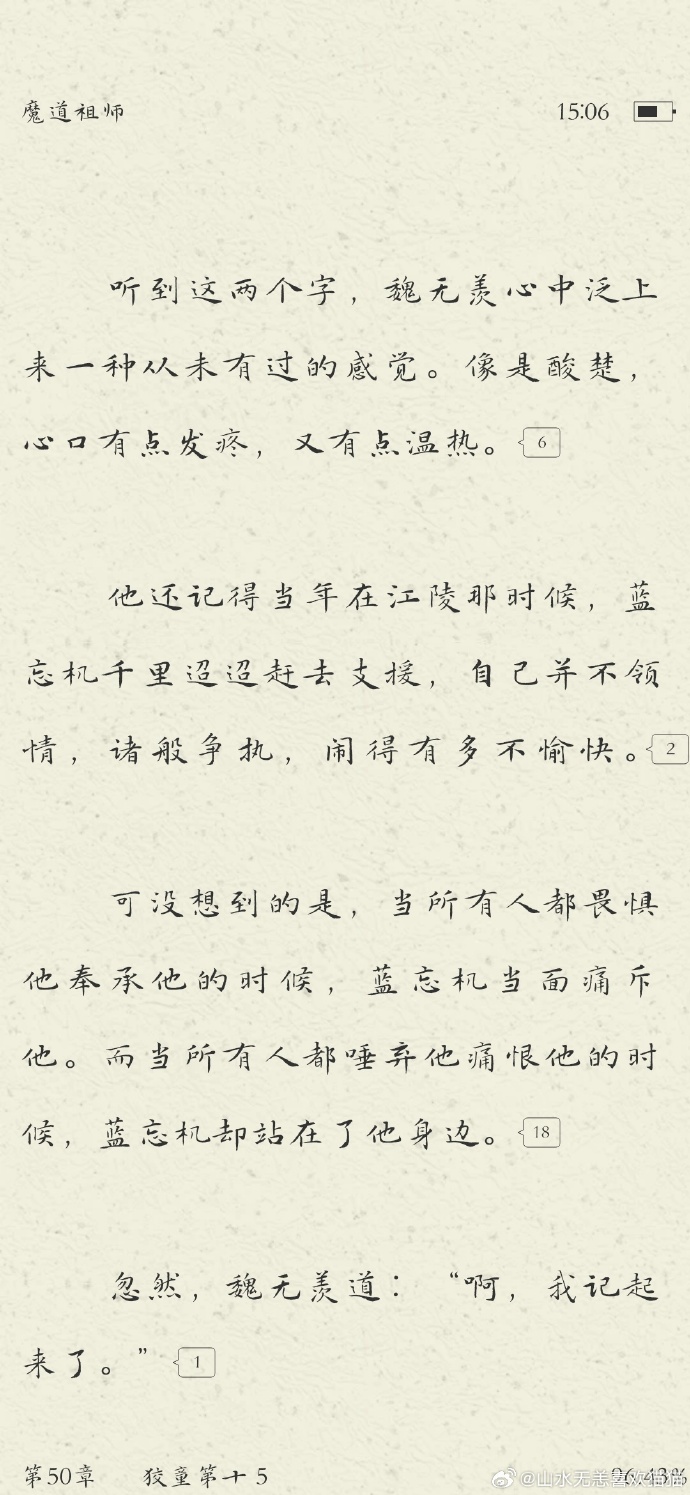 魔道祖师 15:06
听到这两个字，魏无羡心中泛上
来一种从未有过的感觉。像是酸楚，
心口有点发疼，又有点温热。 6
他还记得当年在江陵那时候，蓝
忘机千里迢迢赶去支援，自己并不领
情，诸般争执，闹得有多不愉快。 2
可没想到的是，当所有人都畏惧
他奉承他的时候，蓝忘机当面痛斥
他。而当所有人都唾弃他痛恨他的时
候，蓝忘机却站在了他身边。 18
忽然，魏无羡道：“啊，我记起
来了。” 1
第50章 狡童第十 5
@山水无恙喜欢猫猫